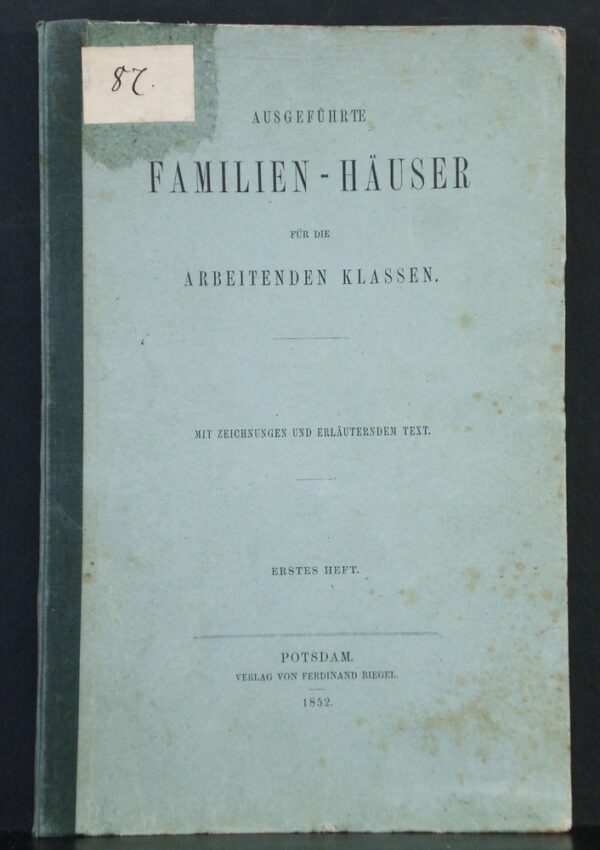 87.
AUSGEFÜHRTE
FAMILIEN-HÄUSER
FÜR DIE
ARBEITENDEN KLASSEN.
MIT ZEICHNUNGEN UND ERLÄUTERNDEM TEXT.
ERSTES HEFT.
POTSDAM.
VERLAG VON FERDINAND RIEGEL.
1852.